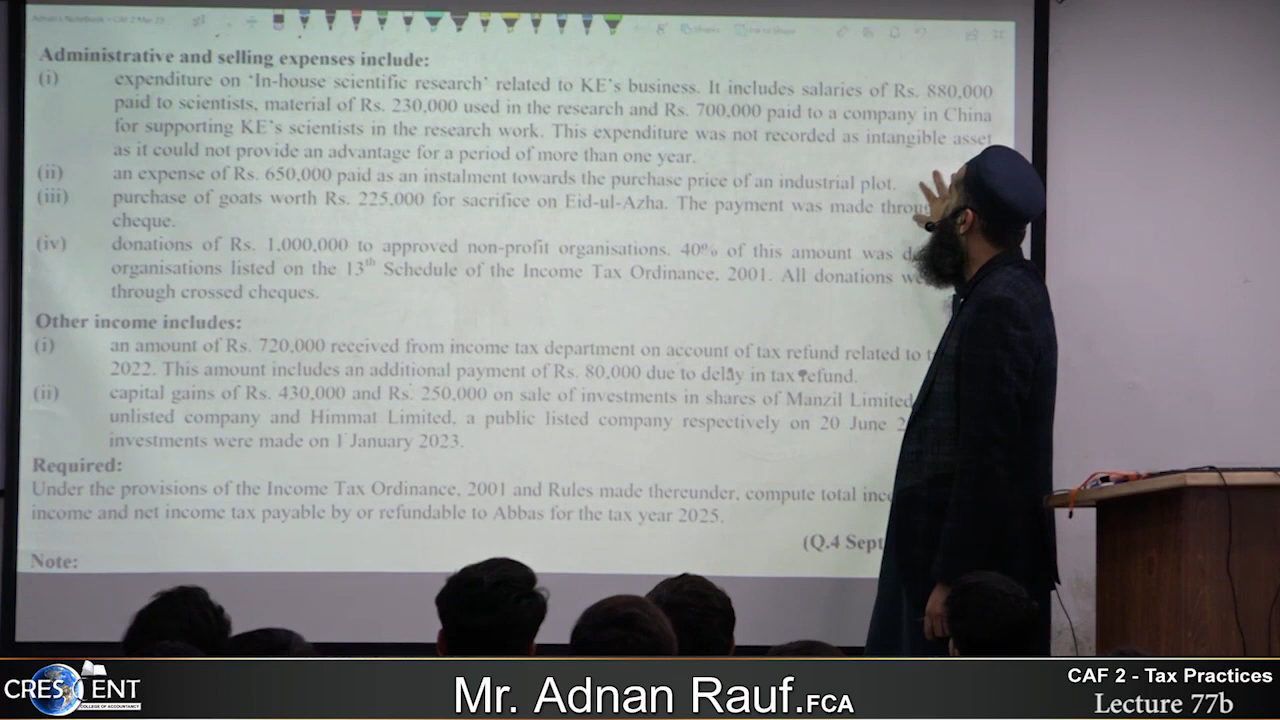 Administrative and selling expenses include:
(i) expenditure on 'In-house scientific research' related to KE's business. It includes salaries of Rs. 880,000
paid to scientists, material of Rs. 230,000 used in the research and Rs. 700,000 paid to a company in China
for supporting KE's scientists in the research work. This expenditure was not recorded as intangible asset
as it could not provide an advantage for a period of more than one year.
(ii) an expense of Rs. 650,000 paid as an instalment towards the purchase price of an industrial plot.
(iii) purchase of goats worth Rs. 225,000 for sacrifice on Eid-ul-Azha. The payment was made
cheque.
(iv) donations of Rs. 1,000,000 to approved non-profit organisations. 40% of this amount was
organisations listed on the 13th Schedule of the Income Tax Ordinance, 2001. All donations
through crossed cheques.
Other income includes:
(i) an amount of Rs. 720,000 received from income tax department on account of tax refund related to
2022. This amount includes an additional payment of Rs. 80,000 due to delay in tax refund.
(ii) capital gains of Rs. 430,000 and Rs. 250,000 on sale of investments in shares of Manzil Limited
unlisted company and Himmat Limited, a public listed company respectively on 20 June
investments were made on 1 January 2023.
Required:
Under the provisions of the Income Tax Ordinance, 2001 and Rules made thereunder, compute total
income and net income tax payable by or refundable to Abbas for the tax year 2025.
(Q.4 Sept
Note:
CRESCENT
COLLEGE OF ACCOUNTANCY
Mr. Adnan Rauf.FCA
CAF 2 - Tax Practices
Lecture 77b